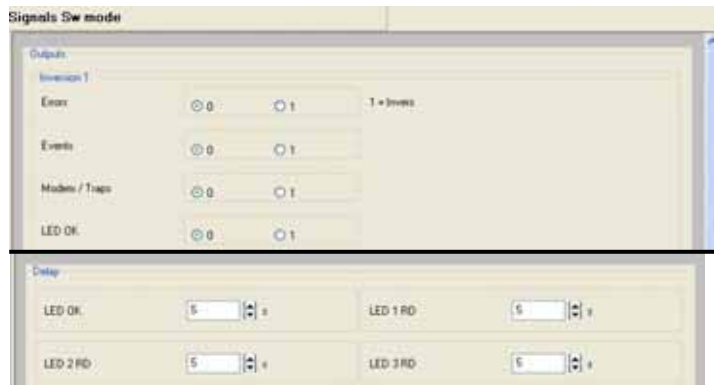 Signals Sw mode
Outputs
Inversion 1
Errors 0 1 1 = Invers
Events 0 1
Modem / Traps 0 1
LED OK 0 1
Delay
LED OK 5 s LED 1 RD 5 s
LED 2 RD 5 s LED 3 RD 5 s